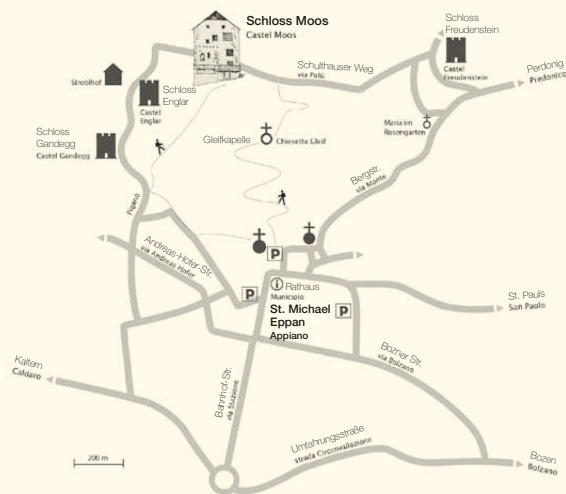 Schloss Moos
Castel Moos
Schloss
Freudenstein
Castel
Freudenstein
Schulthauser Weg
via Palú
Perdonig
Predonico
Stroblhof
Schloss
Englar
Castel
Englar
Maria im
Rosengarten
Gleifkapelle
Chiesetta Gleif
Schloss
Gandegg
Castel Gandegg
Bergstr.
via Monte
Pigenò
Andreas-Hofer-Str.
via Andreas Hofer
P
P
i
Rathaus
Municipio
St. Michael
Eppan
Appiano
P
St. Pauls
San Paolo
Bozner Str.
via Bolzano
Kaltern
Caldaro
Bahnhof-Str.
via Stazione
Umfahrungsstraße
strada Circonvallazione
Bozen
Bolzano
200 m